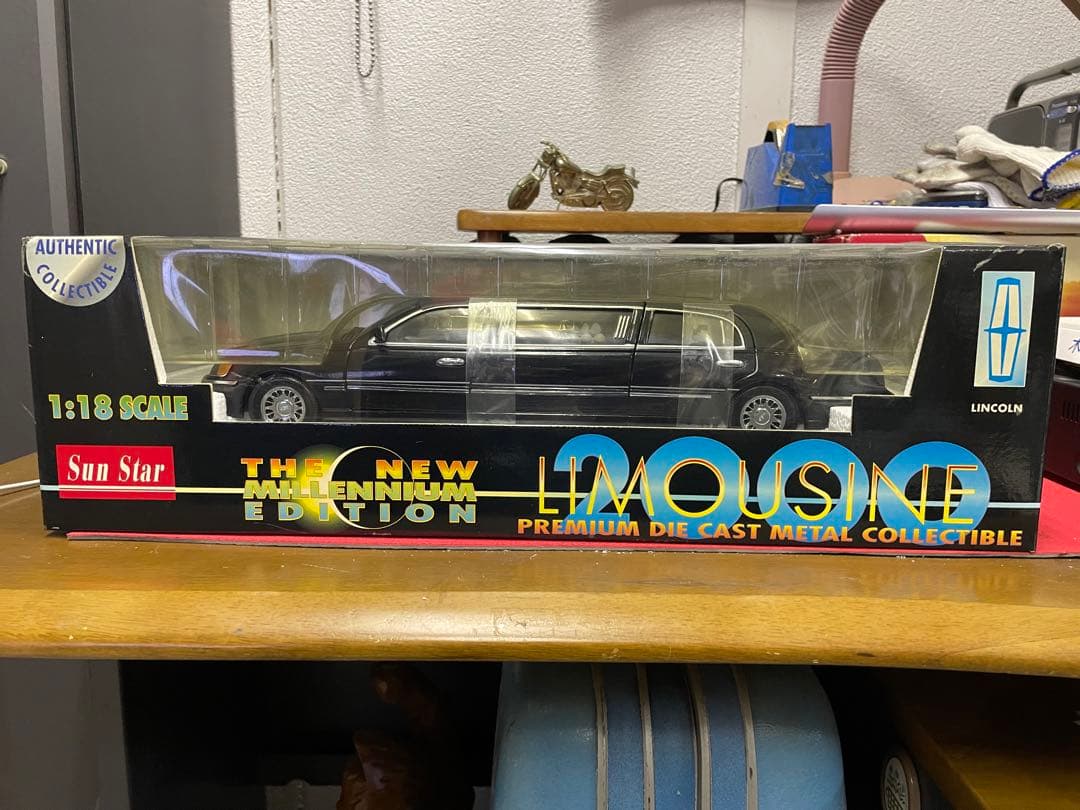 AUTHENTIC
COLLECTIBLE
1:18 SCALE
Sun Star
THE NEW
MILLENNIUM
EDITION
2000
LIMOUSINE
PREMIUM DIE CAST METAL COLLECTIBLE
LINCOLN
Panasonic